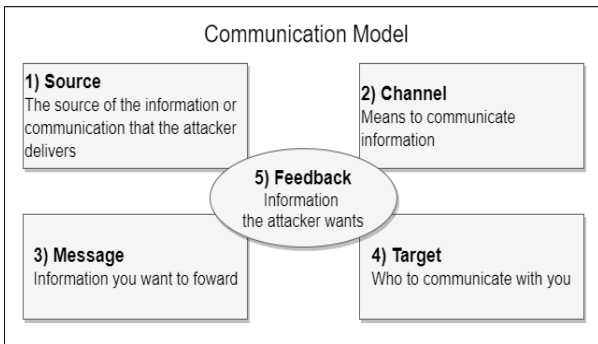 Communication Model
1) Source
The source of the information or
communication that the attacker
delivers
2) Channel
Means to communicate
information
5) Feedback
Information
the attacker wants
3) Message
Information you want to foward
4) Target
Who to communicate with you